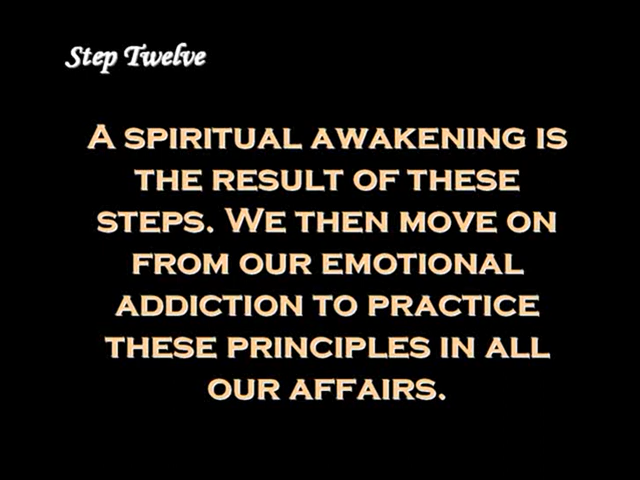 Step Twelve
A SPIRITUAL AWAKENING IS
THE RESULT OF THESE
STEPS. WE THEN MOVE ON
FROM OUR EMOTIONAL
ADDICTION TO PRACTICE
THESE PRINCIPLES IN ALL
OUR AFFAIRS.